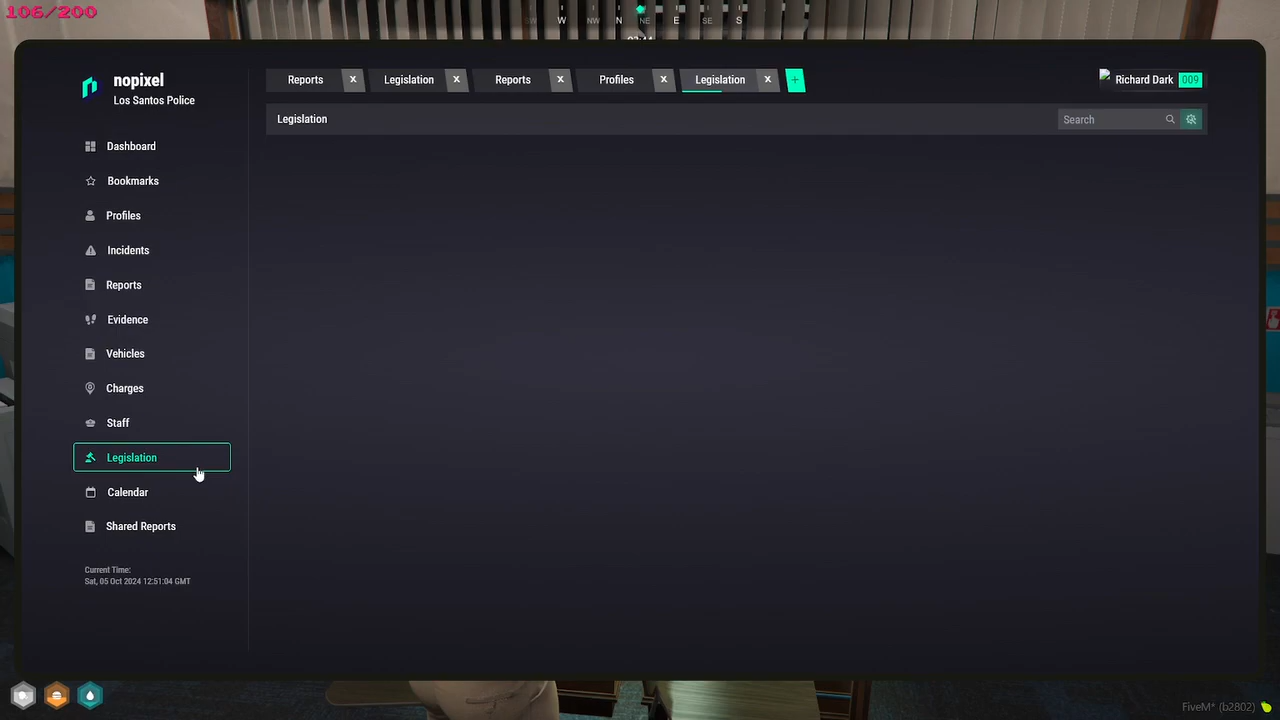 106/200
SW W NW N NE E SE S
nopixel
Los Santos Police
Reports x Legislation x Reports x Profiles x Legislation x +
Richard Dark 009
Legislation
Search
Dashboard
Bookmarks
Profiles
Incidents
Reports
Evidence
Vehicles
Charges
Staff
Legislation
Calendar
Shared Reports
Current Time:
Sat, 05 Oct 2024 12:51:04 GMT
FiveM* (b2802)